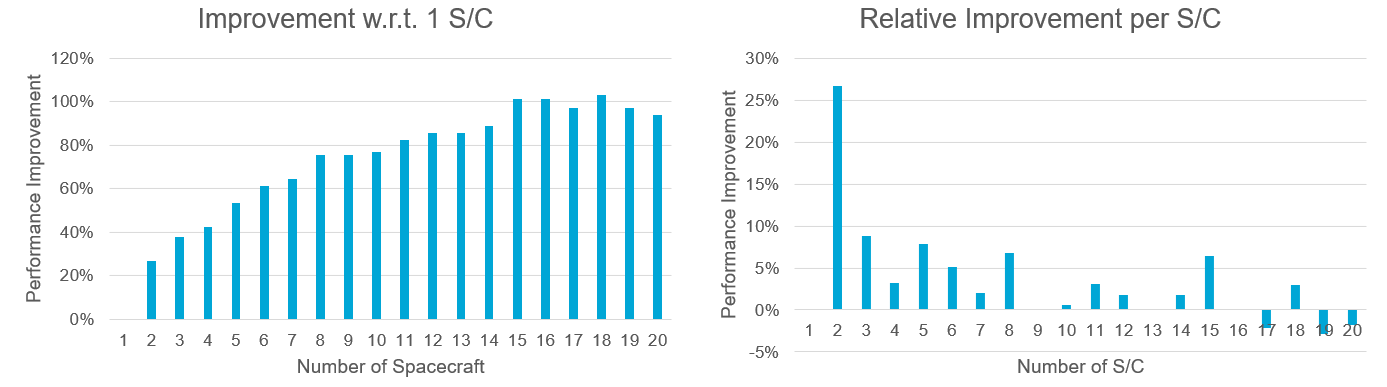 Improvement w.r.t. 1 S/C
Performance Improvement
120%
100%
80%
60%
40%
20%
0%
1 2 3 4 5 6 7 8 9 10 11 12 13 14 15 16 17 18 19 20
Number of Spacecraft
Relative Improvement per S/C
Performance Improvement
30%
25%
20%
15%
10%
5%
0%
-5%
1 2 3 4 5 6 7 8 9 10 11 12 13 14 15 16 17 18 19 20
Number of S/C